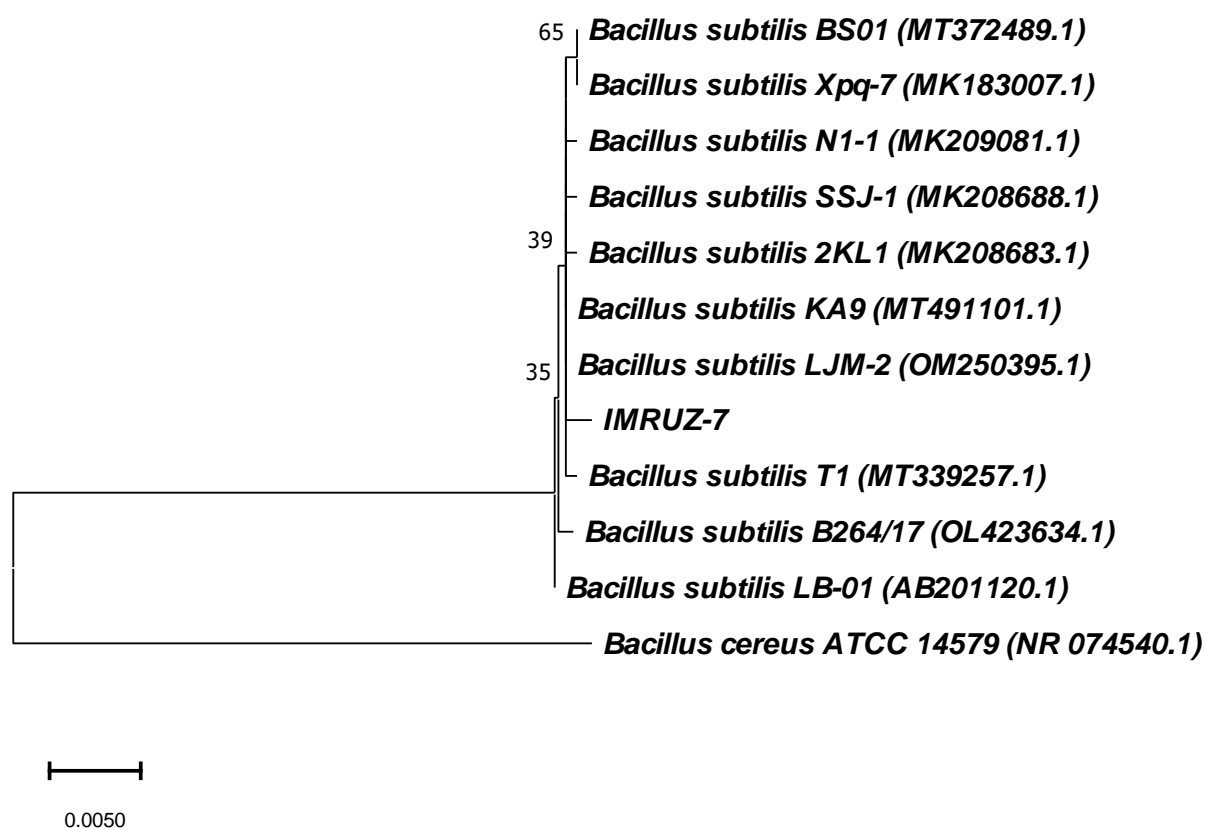 65 Bacillus subtilis BS01 (MT372489.1)
Bacillus subtilis Xpq-7 (MK183007.1)
Bacillus subtilis N1-1 (MK209081.1)
Bacillus subtilis SSJ-1 (MK208688.1)
39
Bacillus subtilis 2KL1 (MK208683.1)
Bacillus subtilis KA9 (MT491101.1)
Bacillus subtilis LJM-2 (OM250395.1)
35
IMRUZ-7
Bacillus subtilis T1 (MT339257.1)
Bacillus subtilis B264/17 (OL423634.1)
Bacillus subtilis LB-01 (AB201120.1)
Bacillus cereus ATCC 14579 (NR 074540.1)
0.0050